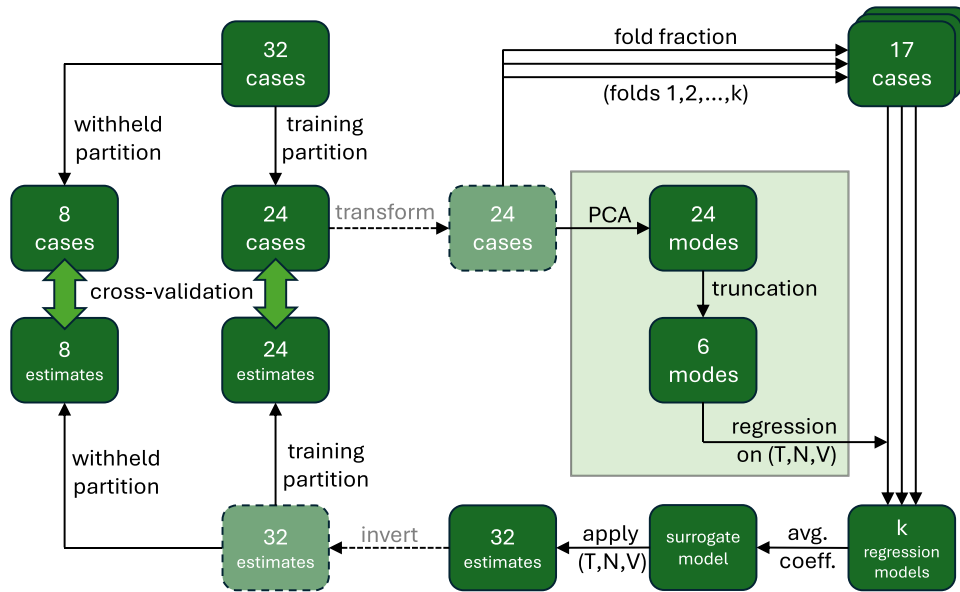 32
cases
fold fraction
(folds 1,2,...,k)
17
cases
withheld
partition
training
partition
8
cases
24
cases
transform
24
cases
PCA
24
modes
cross-validation
truncation
8
estimates
24
estimates
6
modes
regression
on (T,N,V)
withheld
partition
training
partition
32
estimates
invert
32
estimates
apply
(T,N,V)
surrogate
model
avg.
coeff.
k
regression
models